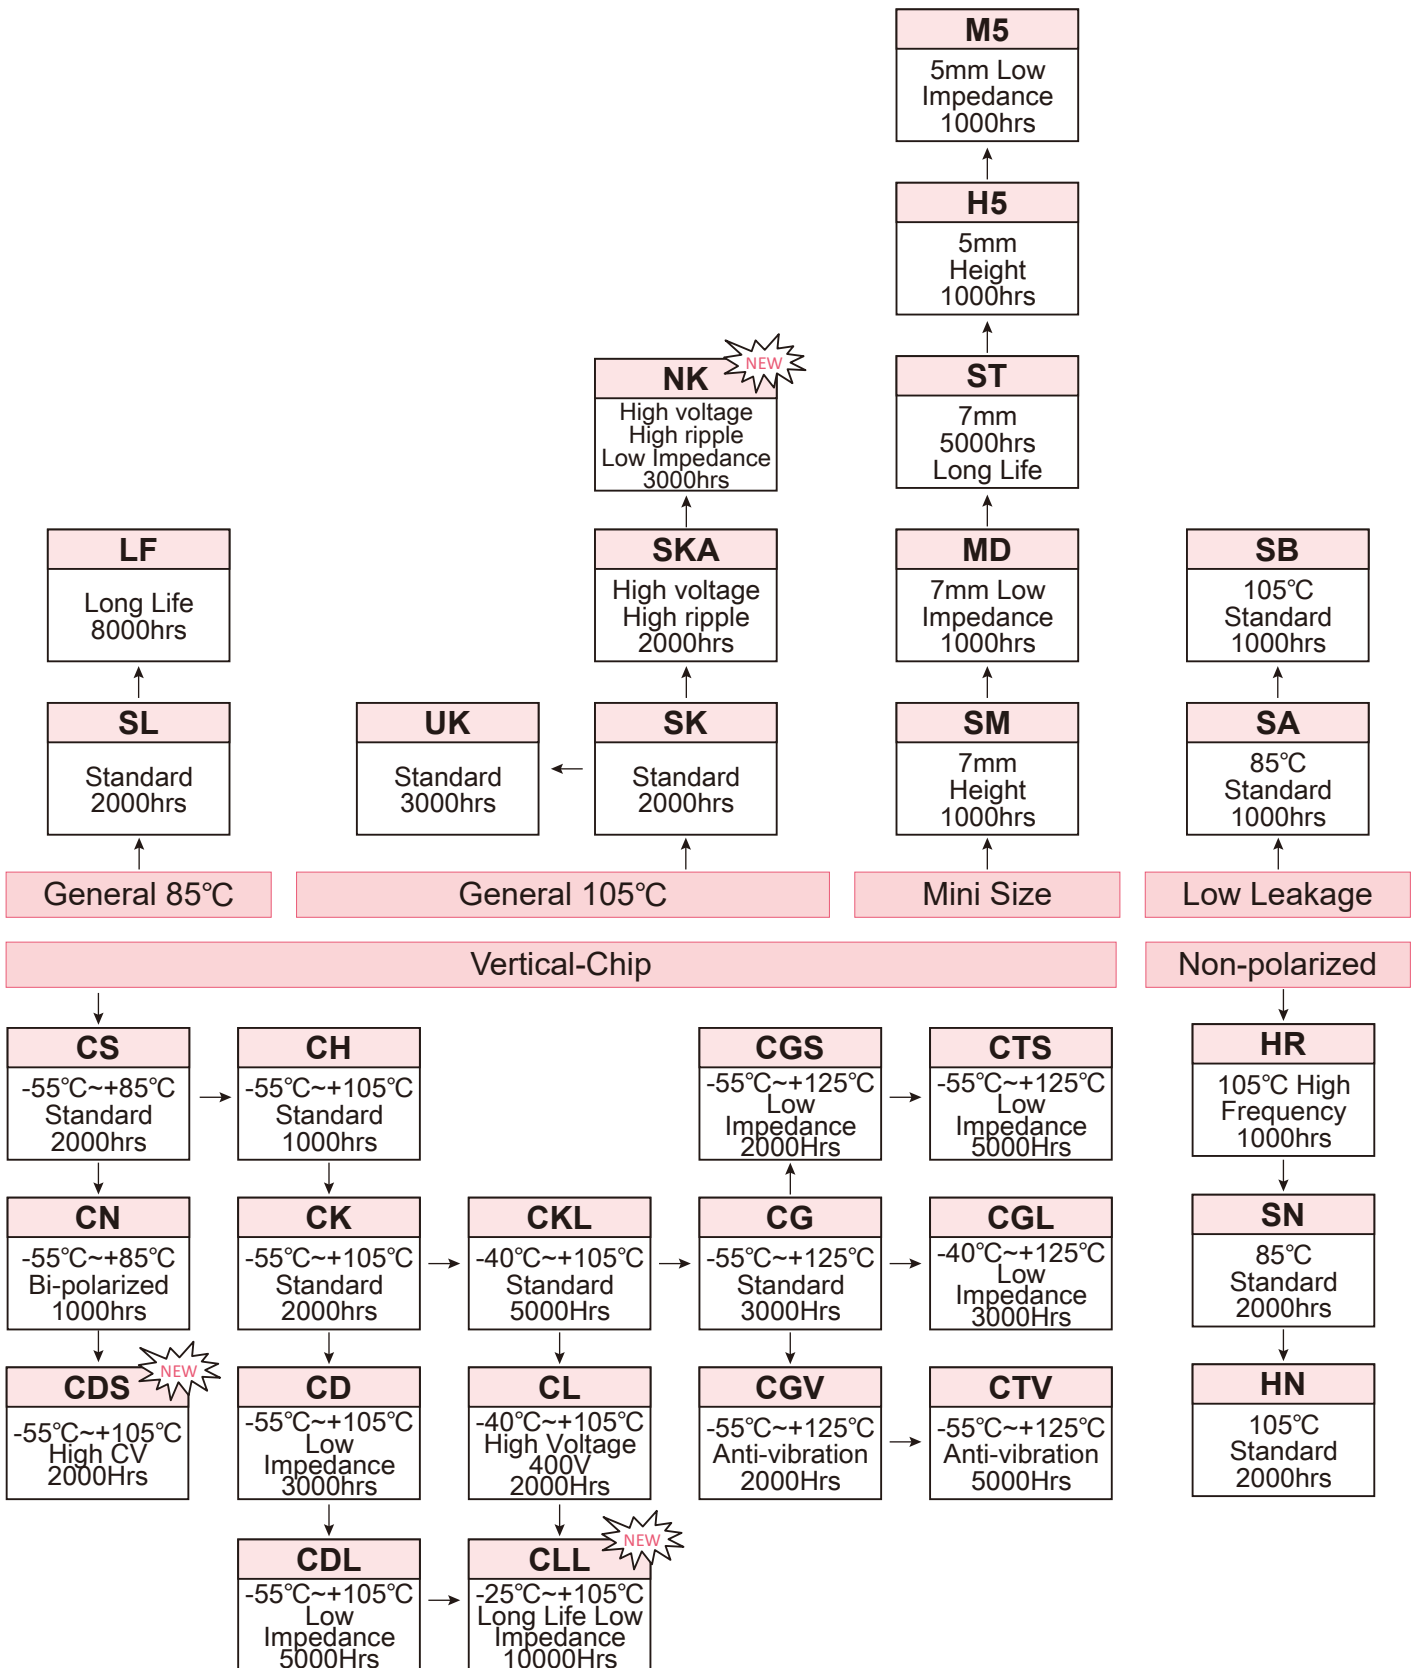 M5
5mm Low
Impedance
1000hrs
H5
5mm
Height
1000hrs
NEW
NK
High voltage
High ripple
Low Impedance
3000hrs
ST
7mm
5000hrs
Long Life
LF
Long Life
8000hrs
SKA
High voltage
High ripple
2000hrs
MD
7mm Low
Impedance
1000hrs
SB
105℃
Standard
1000hrs
SL
Standard
2000hrs
UK
Standard
3000hrs
SK
Standard
2000hrs
SM
7mm
Height
1000hrs
SA
85℃
Standard
1000hrs
General 85℃
General 105℃
Mini Size
Low Leakage
Vertical-Chip
Non-polarized
CS
-55℃~+85℃
Standard
2000hrs
CH
-55℃~+105℃
Standard
1000hrs
CGS
-55℃~+125℃
Low
Impedance
2000Hrs
CTS
-55℃~+125℃
Low
Impedance
5000Hrs
HR
105℃ High
Frequency
1000hrs
CN
-55℃~+85℃
Bi-polarized
1000hrs
CK
-55℃~+105℃
Standard
2000hrs
CKL
-40℃~+105℃
Standard
5000Hrs
CG
-55℃~+125℃
Standard
3000Hrs
CGL
-40℃~+125℃
Low
Impedance
3000Hrs
SN
85℃
Standard
2000hrs
NEW
CDS
-55℃~+105℃
High CV
2000Hrs
CD
-55℃~+105℃
Low
Impedance
3000hrs
CL
-40℃~+105℃
High Voltage
400V
2000Hrs
CGV
-55℃~+125℃
Anti-vibration
2000Hrs
CTV
-55℃~+125℃
Anti-vibration
5000Hrs
HN
105℃
Standard
2000hrs
CDL
-55℃~+105℃
Low
Impedance
5000Hrs
NEW
CLL
-25℃~+105℃
Long Life Low
Impedance
10000Hrs